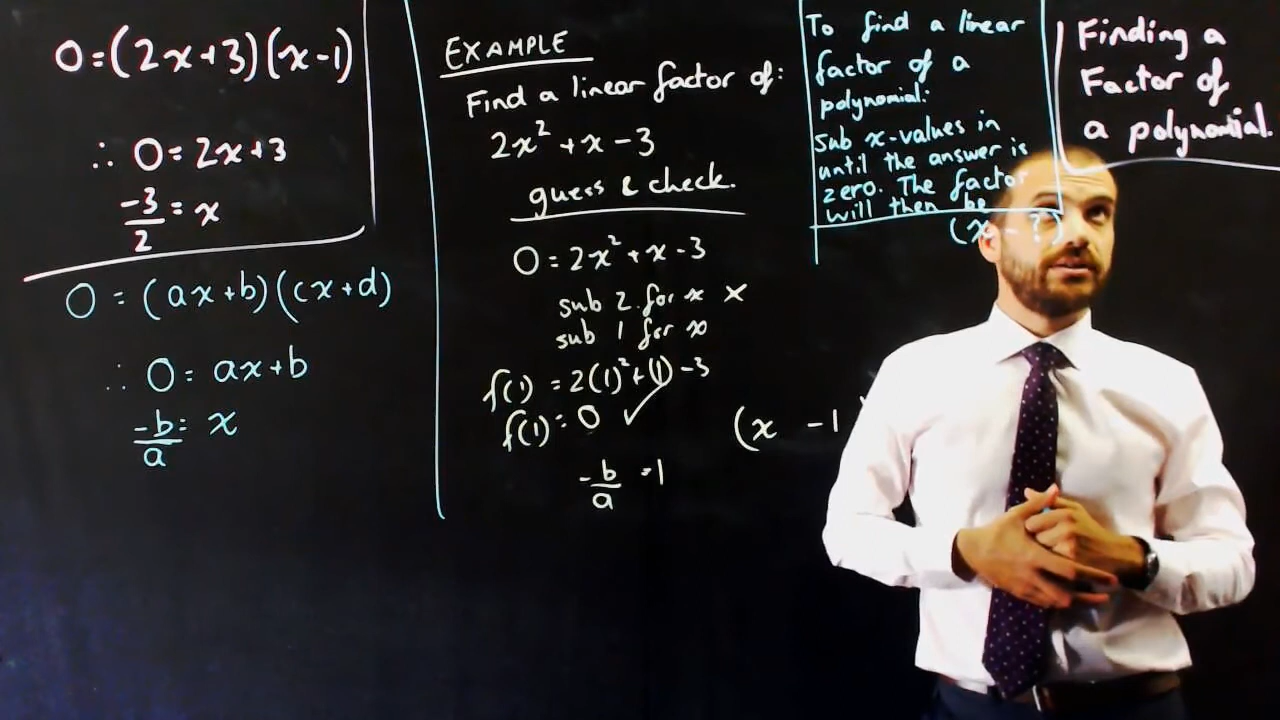 0=(2x+3)(x-1)
∴ 0=2x+3
-3/2 = x
0 = (ax+b)(cx+d)
∴ 0=ax+b
-b/a = x
EXAMPLE
Find a linear factor of:
2x² + x - 3
guess & check.
0=2x²+x-3
sub 2 for x ×
sub 1 for x
f(1) = 2(1)²+(1)-3
f(1)=0 ✓
-b/a =1
(x -1
To find a linear
factor of a
polynomial:
Sub x-values in
until the answer is
zero. The factor
will then be
(x - ?)
Finding a
Factor of
a polynomial.